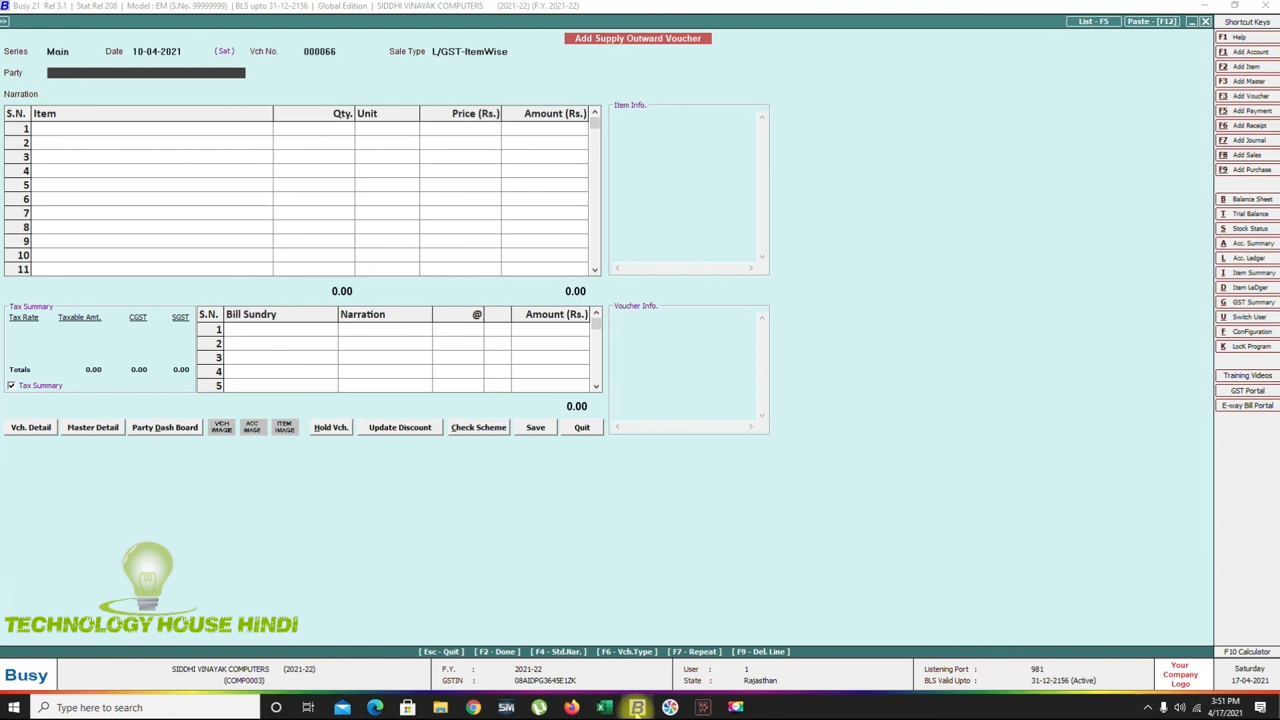 Busy 21 Rel 3.1 | Stat Rel 208 | Model : EM (S.No. 99999999) | BLS upto 31-12-2156 | Global Edition | SIDDHI VINAYAK COMPUTERS (2021-22) (F.Y. 2021-22)
>> List - F5 Paste - [F12] Shortcut Keys
Add Supply Outward Voucher
Series Main Date 10-04-2021 (Sat) Vch No. 000066 Sale Type L/GST-ItemWise
Party
Narration
S.N. Item Qty. Unit Price (Rs.) Amount (Rs.)
1
2
3
4
5
6
7
8
9
10
11
0.00 0.00
Item Info.
Tax Summary
Tax Rate Taxable Amt. CGST SGST
Totals 0.00 0.00 0.00
Tax Summary
S.N. Bill Sundry Narration @ Amount (Rs.)
1
2
3
4
5
0.00
Voucher Info.
Vch. Detail Master Detail Party Dash Board VCH IMAGE ACC IMAGE ITEM IMAGE Hold Vch. Update Discount Check Scheme Save Quit
F1 Help
F1 Add Account
F2 Add Item
F3 Add Master
F3 Add Voucher
F5 Add Payment
F6 Add Receipt
F7 Add Journal
F8 Add Sales
F9 Add Purchase
B Balance Sheet
T Trial Balance
S Stock Status
A Acc. Summary
L Acc. Ledger
I Item Summary
D Item LeDger
G GST Summary
U Switch User
F ConFiguration
K LocK Program
Training Videos
GST Portal
E-way Bill Portal
TECHNOLOGY HOUSE HINDI
[ Esc - Quit ] [ F2 - Done ] [ F4 - Std.Nar. ] [ F6 - Vch.Type ] [ F7 - Repeat ] [ F9 - Del. Line ] F10 Calculator
Busy
SIDDHI VINAYAK COMPUTERS (2021-22)
(COMP0003)
F.Y. : 2021-22
GSTIN : 08AIDPG3645E1ZK
User : 1
State : Rajasthan
Listening Port : 981
BLS Valid Upto : 31-12-2156 (Active)
Your
Company
Logo
Saturday
17-04-2021
Type here to search
3:51 PM
4/17/2021